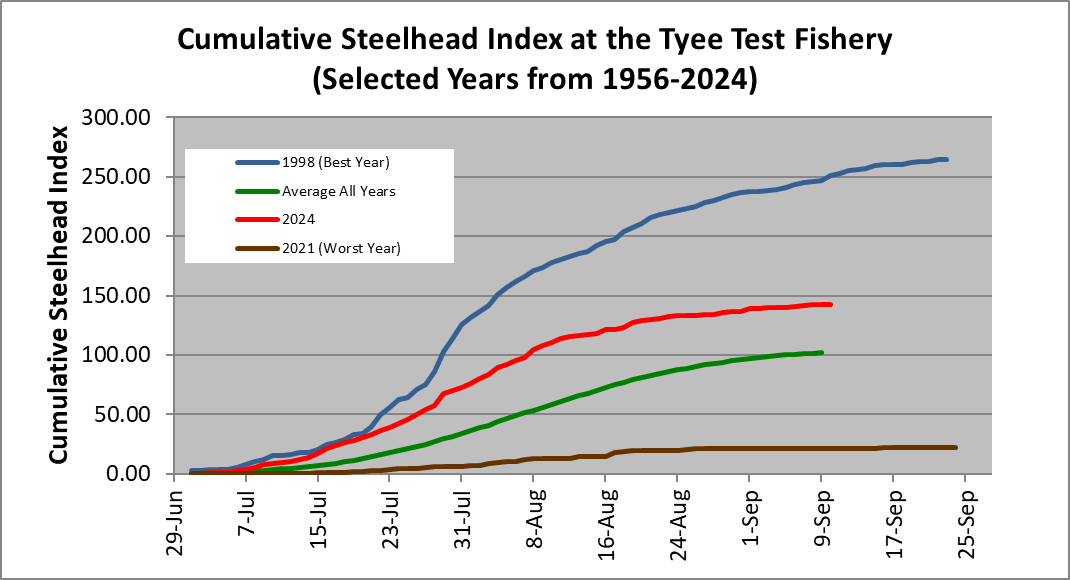 Cumulative Steelhead Index at the Tyee Test Fishery
(Selected Years from 1956-2024)
Cumulative Steelhead Index
300.00
250.00
200.00
150.00
100.00
50.00
0.00
1998 (Best Year)
Average All Years
2024
2021 (Worst Year)
29-Jun
7-Jul
15-Jul
23-Jul
31-Jul
8-Aug
16-Aug
24-Aug
1-Sep
9-Sep
17-Sep
25-Sep